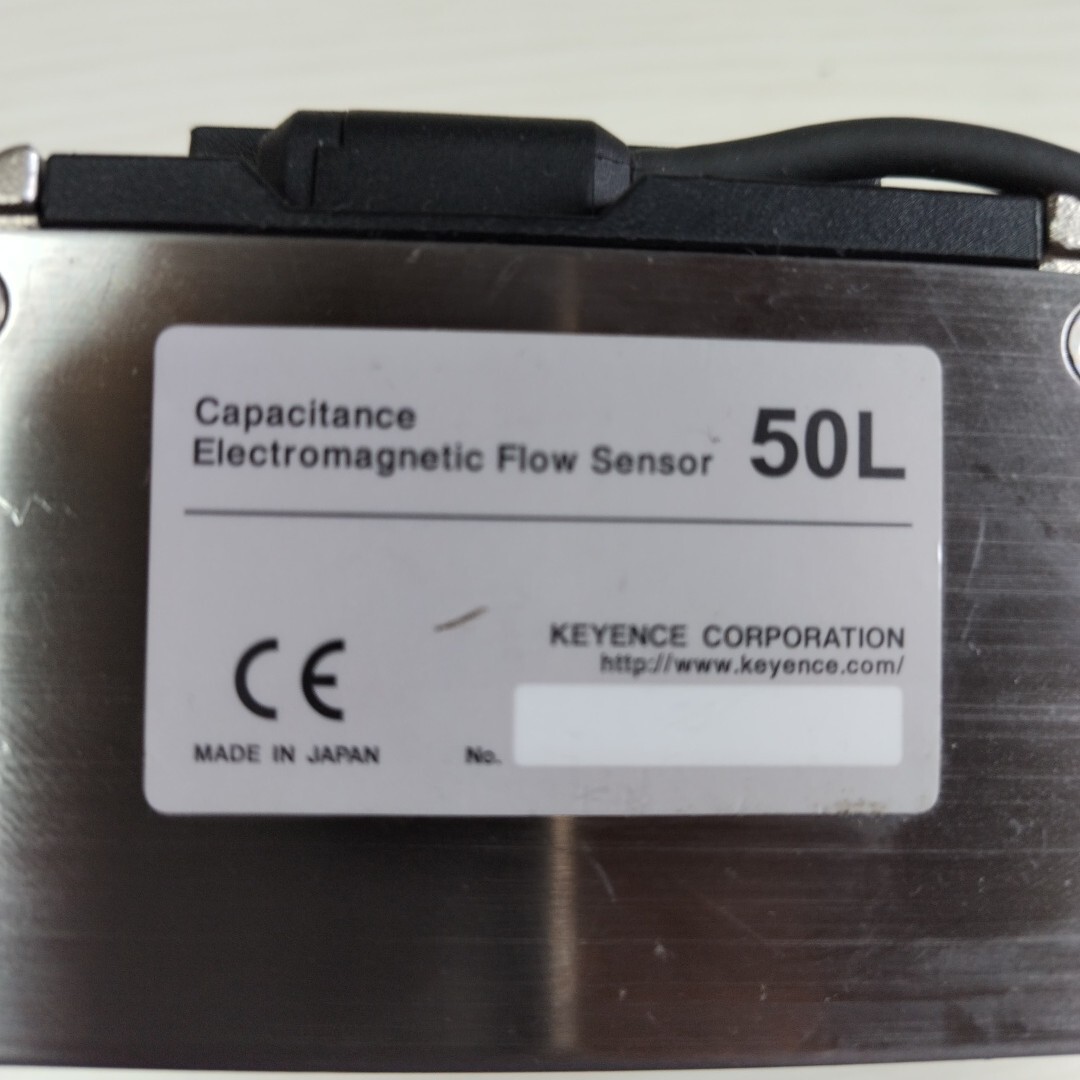 Capacitance
Electromagnetic Flow Sensor 50L
KEYENCE CORPORATION
http://www.keyence.com/
CE
MADE IN JAPAN No.